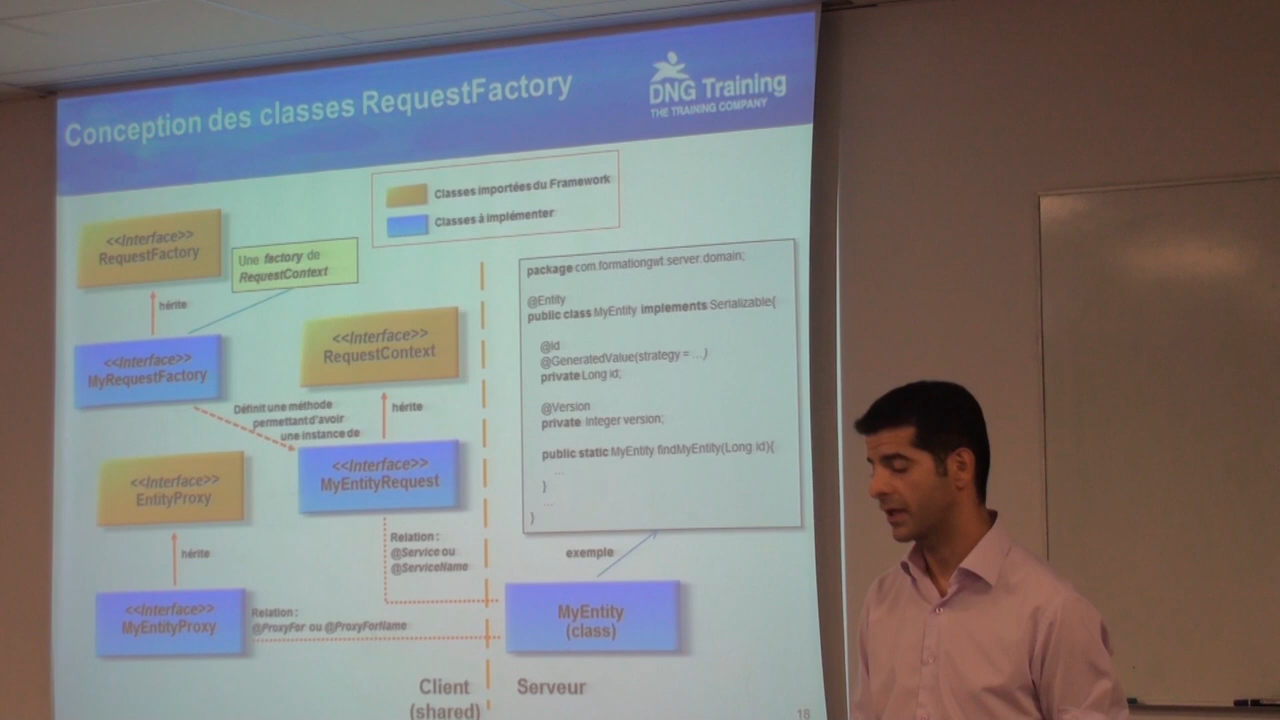 Conception des classes RequestFactory
DNG Training
THE TRAINING COMPANY
Classes importées du Framework
Classes à implémenter
<<Interface>>
RequestFactory
Une factory de
RequestContext
hérite
<<Interface>>
MyRequestFactory
<<Interface>>
RequestContext
Définit une méthode
permettant d'avoir
une instance de
hérite
<<Interface>>
EntityProxy
<<Interface>>
MyEntityRequest
hérite
Relation :
@Service ou
@ServiceName
<<Interface>>
MyEntityProxy
Relation :
@ProxyFor ou @ProxyForName
package com.formationgwt.server.domain;
@Entity
public class MyEntity implements Serializable{
@Id
@GeneratedValue(strategy = ...)
private Long id;
@Version
private Integer version;
public static MyEntity findMyEntity(Long id){
...
}
...
}
exemple
MyEntity
(class)
Client
(shared)
Serveur
18